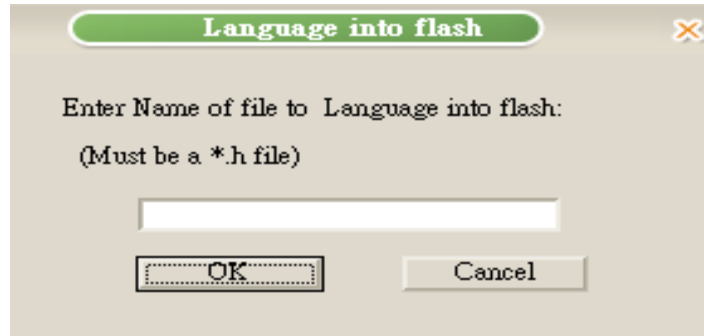 Language into flash
Enter Name of file to Language into flash:
(Must be a *.h file)
OK
Cancel